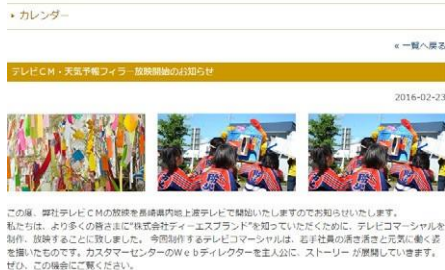 カレンダー
« 一覧へ戻る
テレビCM・天気予報フィラー放映開始のお知らせ
2016-02-23
この度、弊社テレビCMの放映を長崎県内地上波テレビで開始いたしますのでお知らせいたします。
私たちは、より多くの皆さまに"株式会社ディーエスブランド"を知っていただくために、テレビコマーシャルを
制作、放映することに致しました。 今回制作するテレビコマーシャルは、若手社員の活き活きと元気に働く姿
を描いたものです。カスタマーセンターのWebディレクターを主人公に、ストーリー が展開していきます。
ぜひ、この機会にご覧ください。